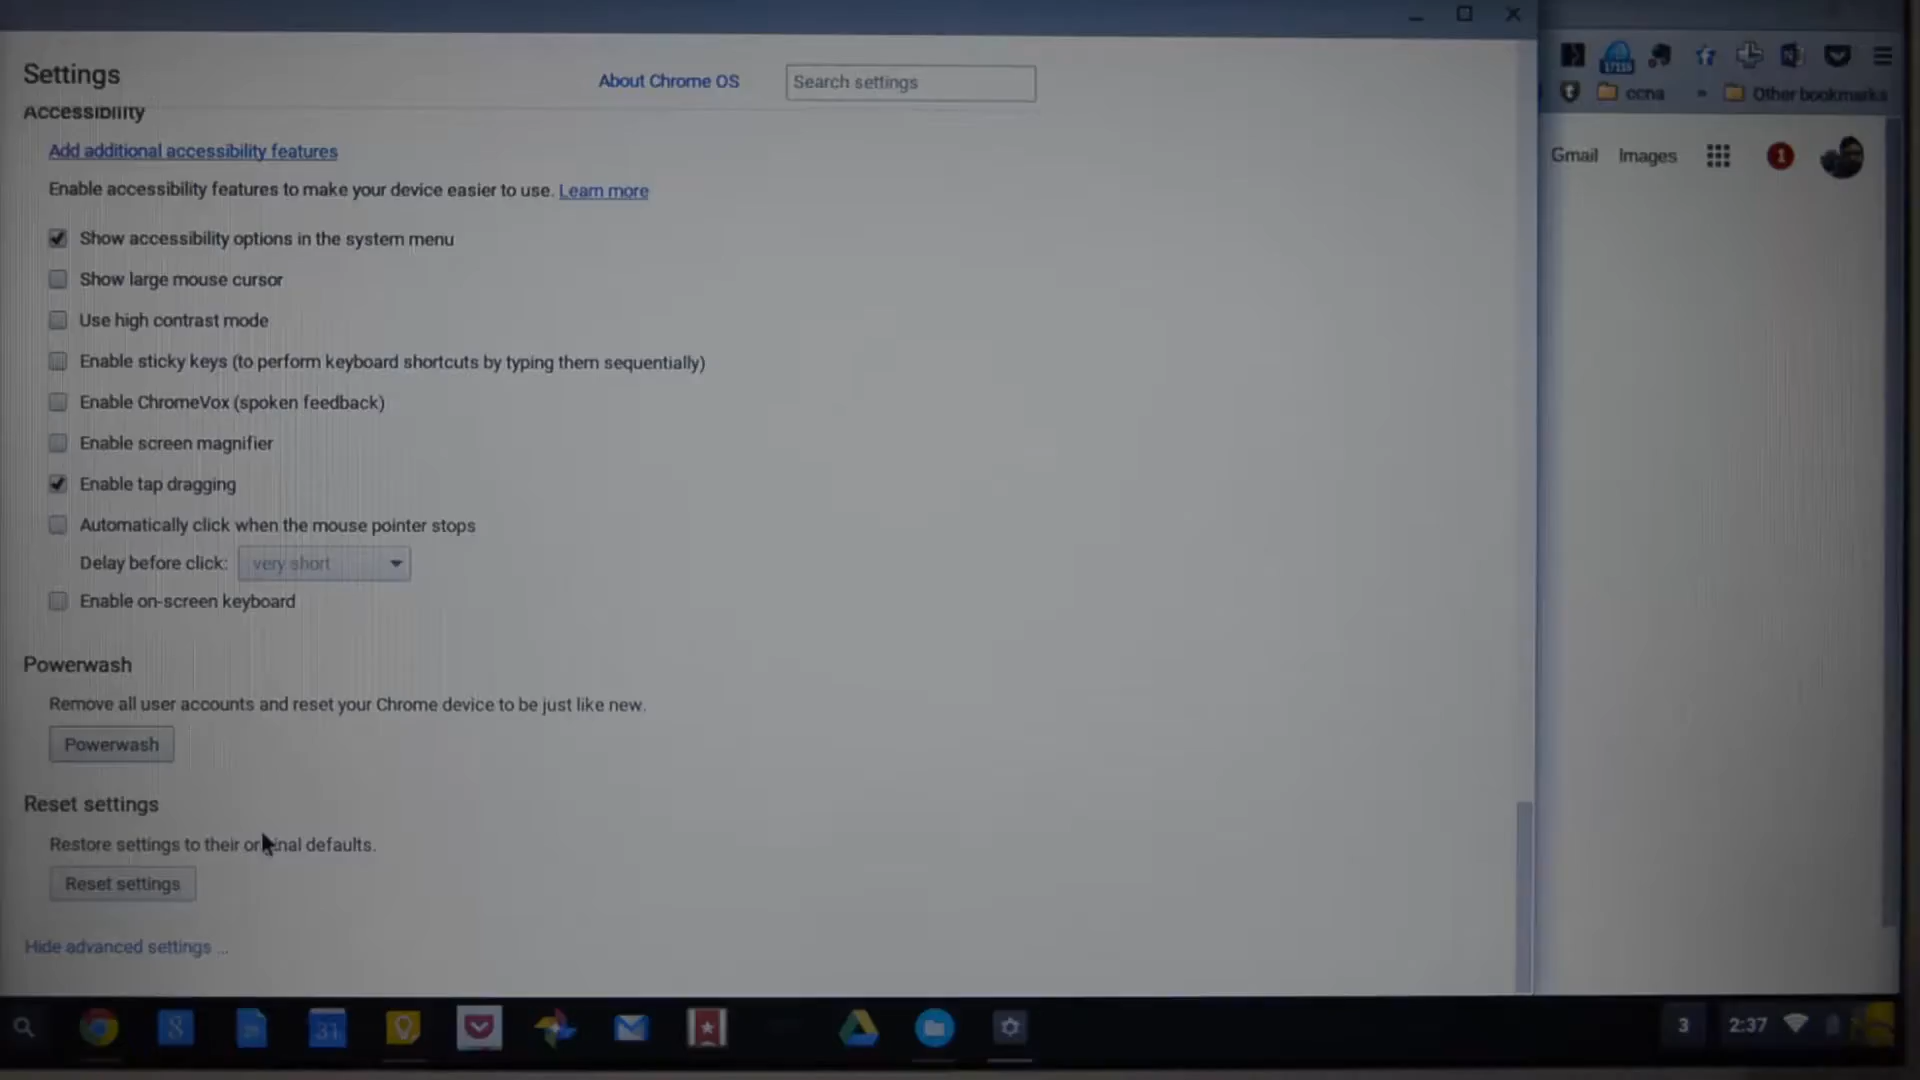 Settings
About Chrome OS
Search settings
Accessibility
Add additional accessibility features
Enable accessibility features to make your device easier to use. Learn more
Show accessibility options in the system menu
Show large mouse cursor
Use high contrast mode
Enable sticky keys (to perform keyboard shortcuts by typing them sequentially)
Enable ChromeVox (spoken feedback)
Enable screen magnifier
Enable tap dragging
Automatically click when the mouse pointer stops
Delay before click: very short
Enable on-screen keyboard
Powerwash
Remove all user accounts and reset your Chrome device to be just like new.
Powerwash
Reset settings
Restore settings to their original defaults.
Reset settings
Hide advanced settings ...
ccna
»
Other bookmarks
Gmail
Images
1
8
31
3
2:37